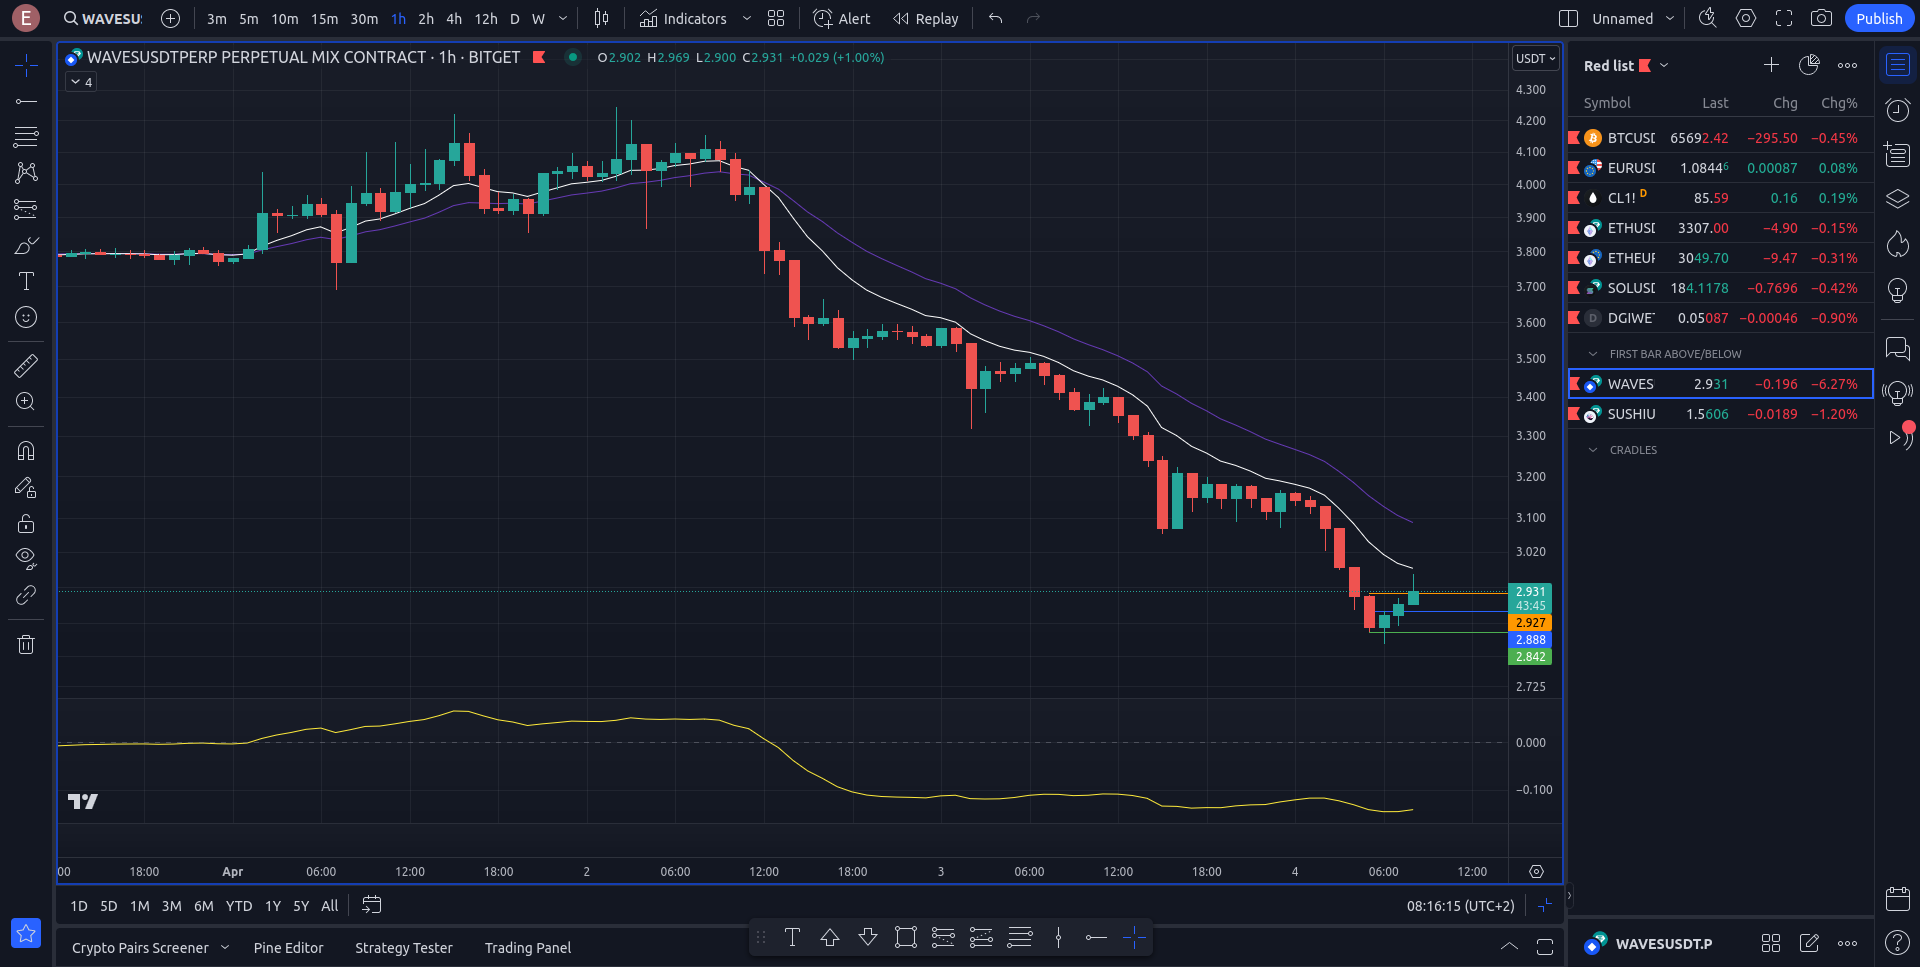 E
WAVESU:
3m 5m 10m 15m 30m 1h 2h 4h 12h D W
Indicators
Alert
Replay
Unnamed
Publish
WAVESUSDTPERP PERPETUAL MIX CONTRACT · 1h · BITGET
O2.902 H2.969 L2.900 C2.931 +0.029 (+1.00%)
4
USDT
4.300
4.200
4.100
4.000
3.900
3.800
3.700
3.600
3.500
3.400
3.300
3.200
3.100
3.020
2.931
43:45
2.927
2.888
2.842
2.725
0.000
−0.100
00 18:00 Apr 06:00 12:00 18:00 2 06:00 12:00 18:00 3 06:00 12:00 18:00 4 06:00 12:00
1D 5D 1M 3M 6M YTD 1Y 5Y All
08:16:15 (UTC+2)
Crypto Pairs Screener
Pine Editor
Strategy Tester
Trading Panel
Red list
Symbol Last Chg Chg%
BTCUSD 65692.42 −295.50 −0.45%
EURUSD 1.08446 0.00087 0.08%
CL1! D 85.59 0.16 0.19%
ETHUSD 3307.00 −4.90 −0.15%
ETHEUR 3049.70 −9.47 −0.31%
SOLUSD 184.1178 −0.7696 −0.42%
D DGIWE 0.05087 −0.00046 −0.90%
FIRST BAR ABOVE/BELOW
WAVES 2.931 −0.196 −6.27%
SUSHIU 1.5606 −0.0189 −1.20%
CRADLES
WAVESUSDT.P